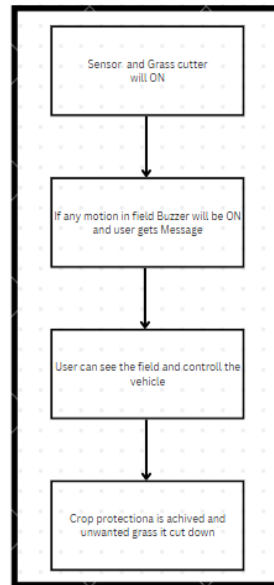 Sensor and Grass cutter
will ON
If any motion in field Buzzer will be ON
and user gets Message
User can see the field and controll the
vehicle
Crop protectiona is achived and
unwanted grass it cut down